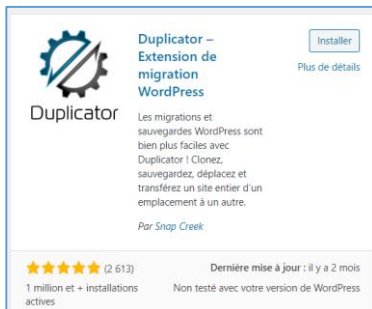 Duplicator
Duplicator –
Extension de
migration
WordPress
Installer
Plus de détails
Les migrations et
sauvegardes WordPress sont
bien plus faciles avec
Duplicator ! Clonez,
sauvegardez, déplacez et
transférez un site entier d'un
emplacement à un autre.
Par Snap Creek
(2 613)
1 million et + installations
actives
Dernière mise à jour : il y a 2 mois
Non testé avec votre version de WordPress